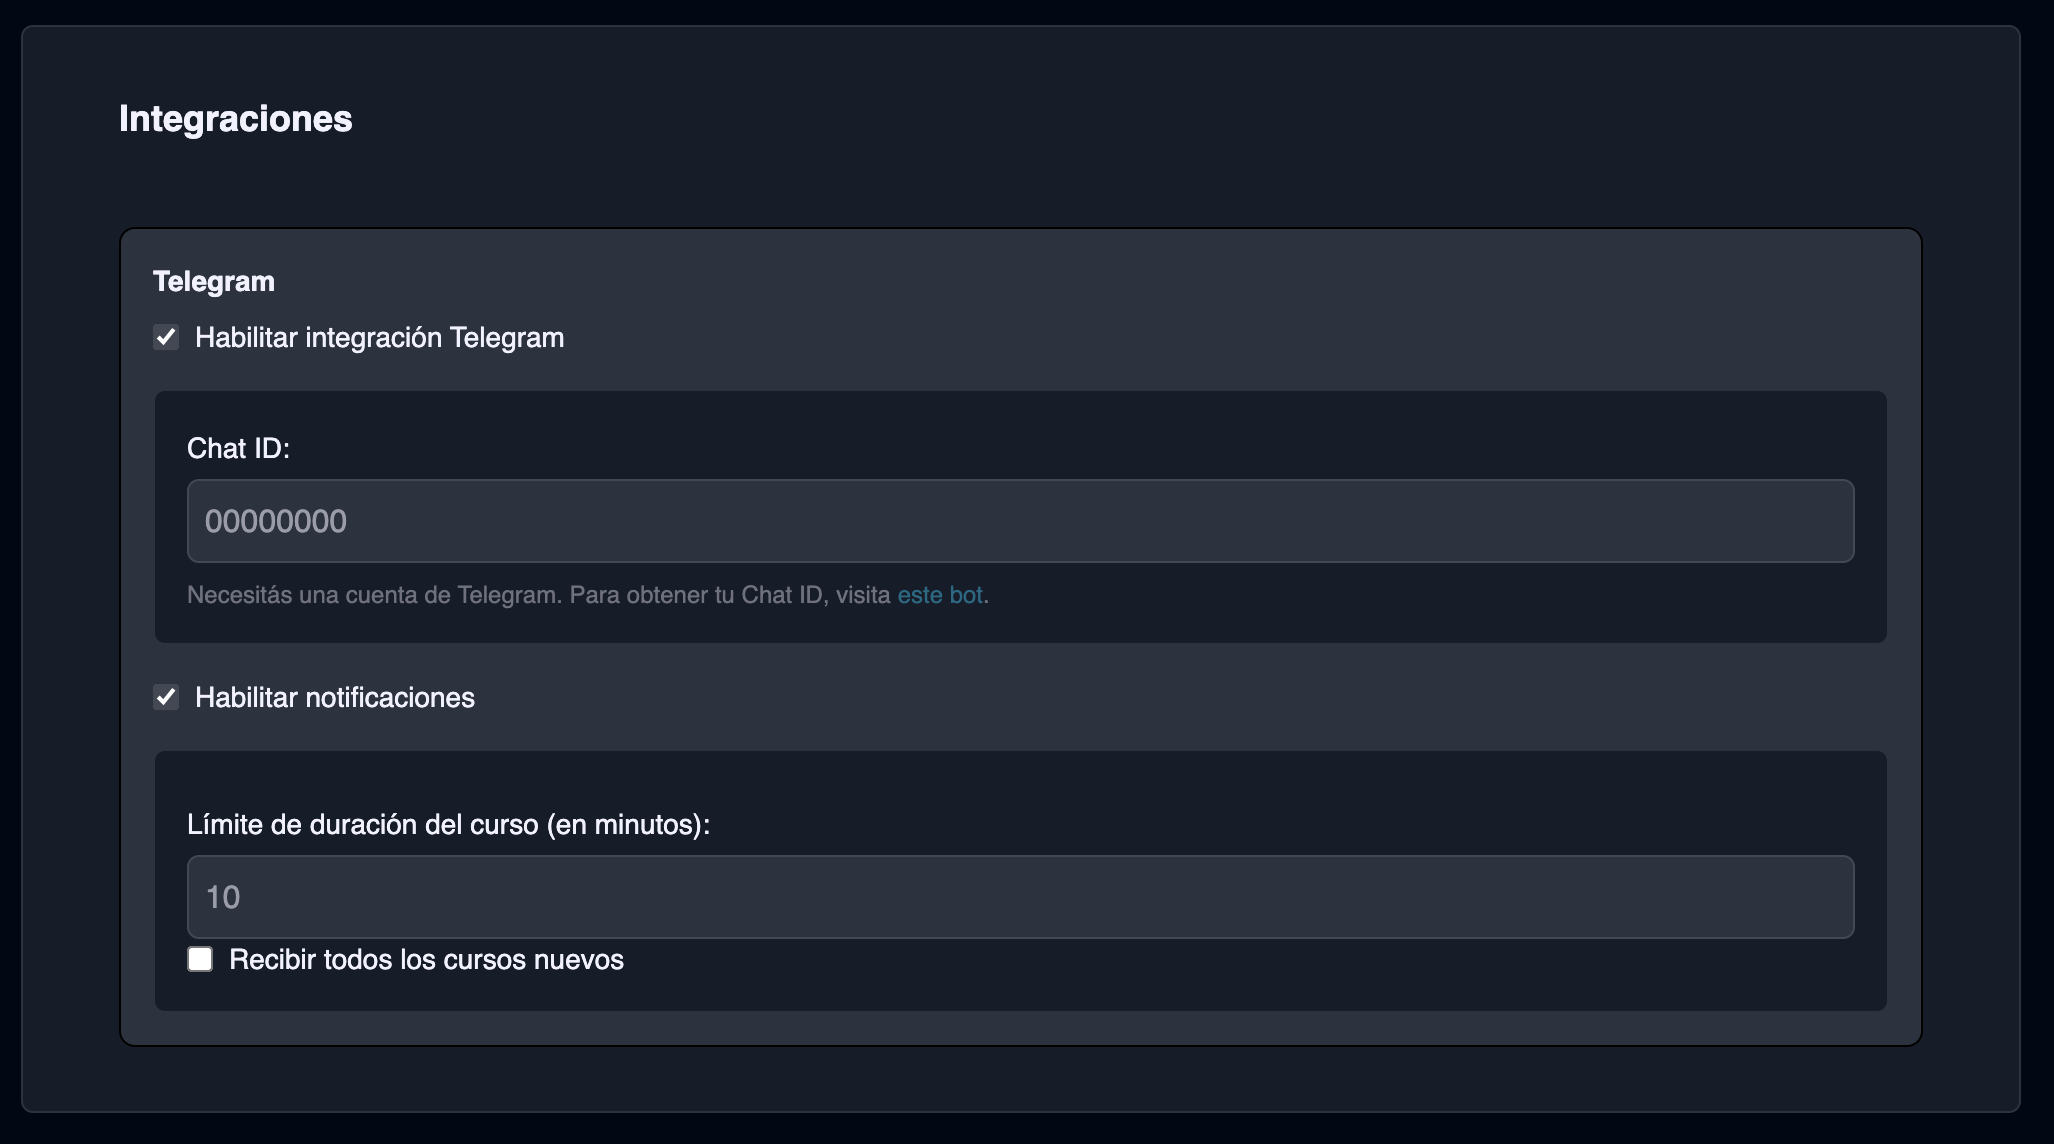 Integraciones
Telegram
Habilitar integración Telegram
Chat ID:
00000000
Necesitás una cuenta de Telegram. Para obtener tu Chat ID, visita este bot.
Habilitar notificaciones
Límite de duración del curso (en minutos):
10
Recibir todos los cursos nuevos